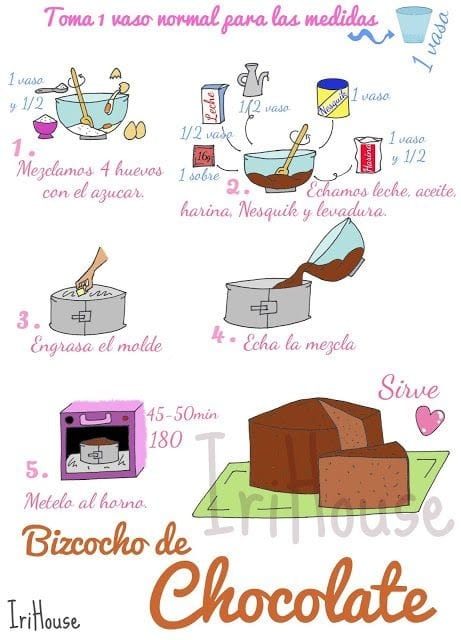 Toma 1 vaso normal para las medidas
1 vaso
1 vaso
y 1/2
1.
Mezclamos 4 huevos
con el azucar.
Leche
1/2 vaso
1/2 vaso
Nesquik
1 vaso
16g
1 sobre
Harina
1 vaso
y 1/2
2.
Echamos leche, aceite,
harina, Nesquik y levadura.
3.
Engrasa el molde
4.
Echa la mezcla
45-50min
180
5.
Metelo al horno.
Sirve
IriHouse
Bizcocho de
Chocolate
IriHouse